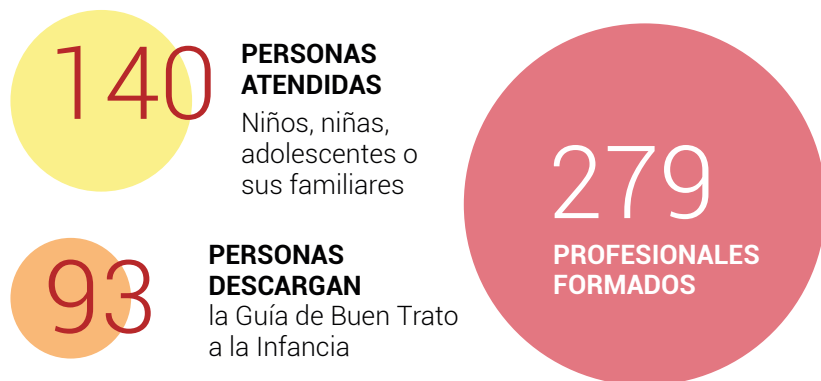 140
PERSONAS
ATENDIDAS
Niños, niñas,
adolescentes o
sus familiares
93
PERSONAS
DESCARGAN
la Guía de Buen Trato
a la Infancia
279
PROFESIONALES
FORMADOS